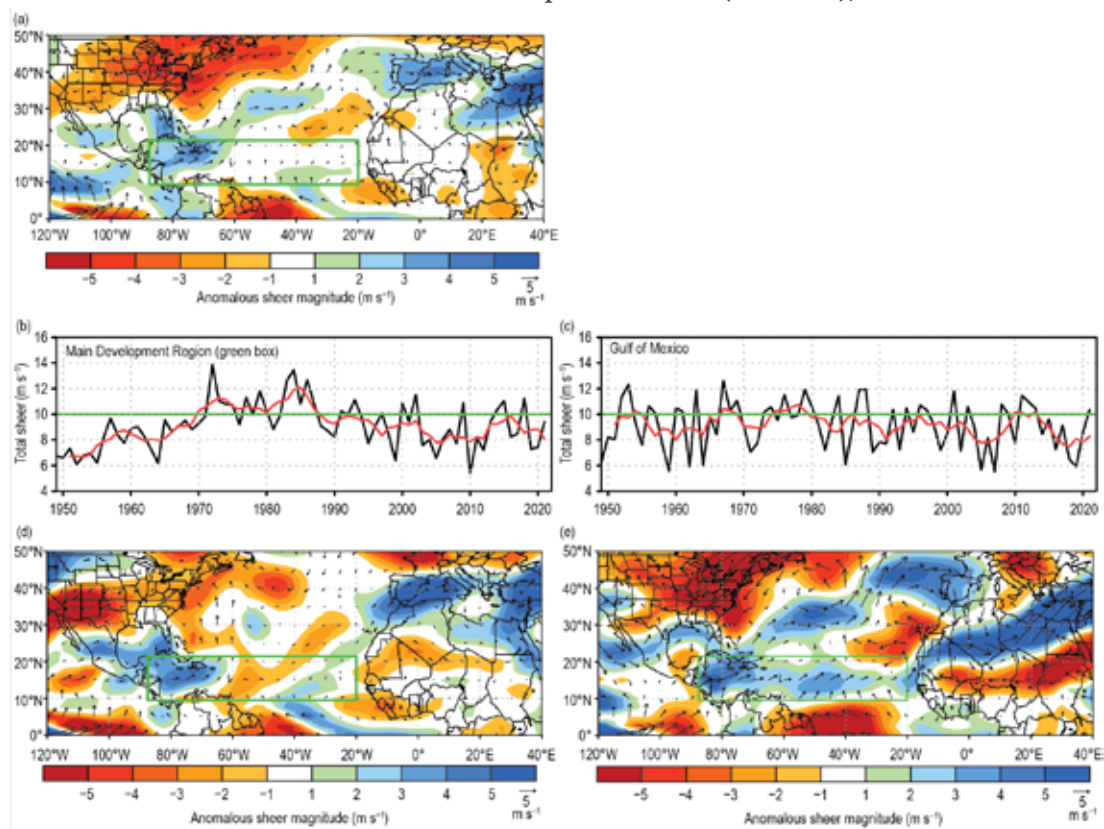 (a)
50°N
40°N
30°N
20°N
10°N
0°
120°W 100°W 80°W 60°W 40°W 20°W 0° 20°E 40°E
−5 −4 −3 −2 −1 1 2 3 4 5 5
Anomalous sheer magnitude (m s⁻¹) m s⁻¹
(b) (c)
Main Development Region (green box)
Total sheer (m s⁻¹)
16
14
12
10
8
6
4
1950 1960 1970 1980 1990 2000 2010 2020
Gulf of Mexico
Total sheer (m s⁻¹)
16
14
12
10
8
6
4
1950 1960 1970 1980 1990 2000 2010 2020
(d) (e)
50°N
40°N
30°N
20°N
10°N
0°
120°W 100°W 80°W 60°W 40°W 20°W 0° 20°E 40°E
−5 −4 −3 −2 −1 1 2 3 4 5 5
Anomalous sheer magnitude (m s⁻¹) m s⁻¹
50°N
40°N
30°N
20°N
10°N
0°
120°W 100°W 80°W 60°W 40°W 20°W 0° 20°E 40°E
−5 −4 −3 −2 −1 1 2 3 4 5 5
Anomalous sheer magnitude (m s⁻¹) m s⁻¹